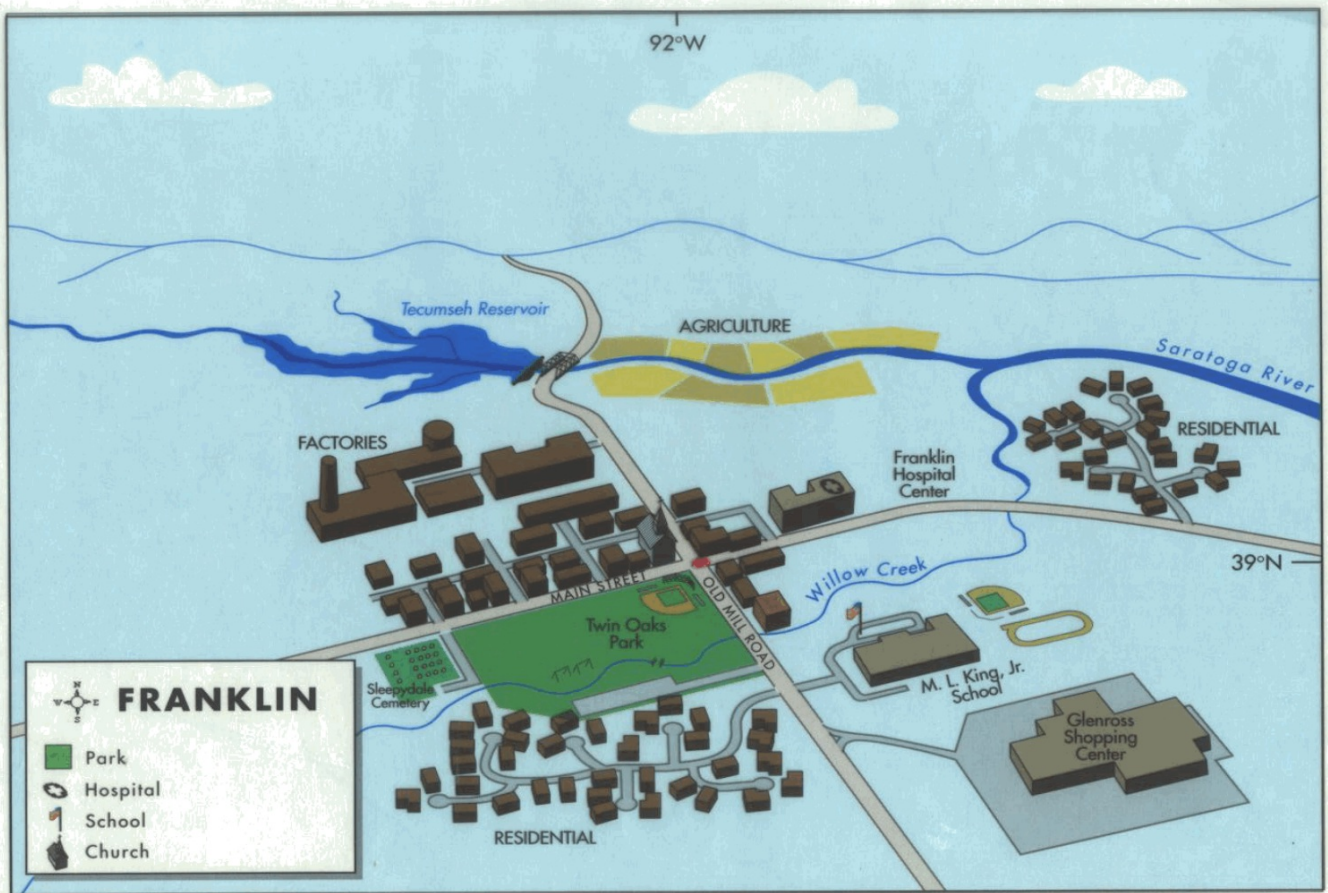 92°W
Tecumseh Reservoir
AGRICULTURE
Saratoga River
FACTORIES
RESIDENTIAL
Franklin
Hospital
Center
39°N
MAIN STREET
OLD MILL ROAD
Willow Creek
Twin Oaks
Park
Sleepydale
Cemetery
M. L. King, Jr.
School
Glenross
Shopping
Center
RESIDENTIAL
N
W
E
S
FRANKLIN
Park
Hospital
School
Church